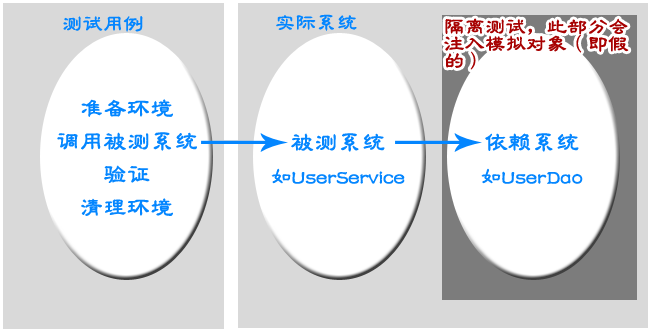 测试用例
准备环境
调用被测系统
验证
清理环境
实际系统
被测系统
如UserService
隔离测试，此部分会
注入模拟对象（即假
的）
依赖系统
如UserDao